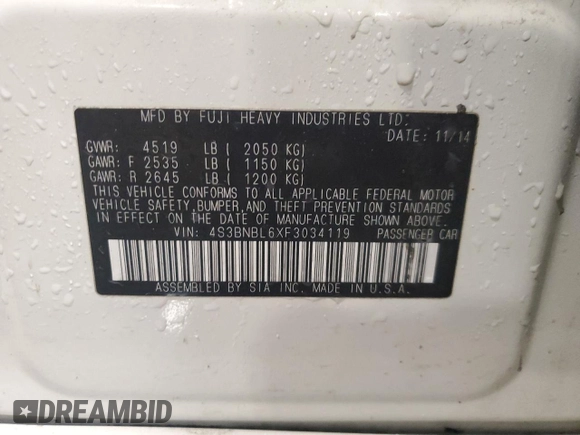 MFD BY FUJI HEAVY INDUSTRIES LTD.
DATE: 11/14
GVWR: 4519 LB ( 2050 KG)
GAWR: F 2535 LB ( 1150 KG)
GAWR: R 2645 LB ( 1200 KG)
THIS VEHICLE CONFORMS TO ALL APPLICABLE FEDERAL MOTOR
VEHICLE SAFETY, BUMPER, AND THEFT PREVENTION STANDARDS
IN EFFECT ON THE DATE OF MANUFACTURE SHOWN ABOVE.
VIN: 4S3BNBL6XF3034119 PASSENGER CAR
ASSEMBLED BY SIA INC. MADE IN U.S.A.
DREAMBID